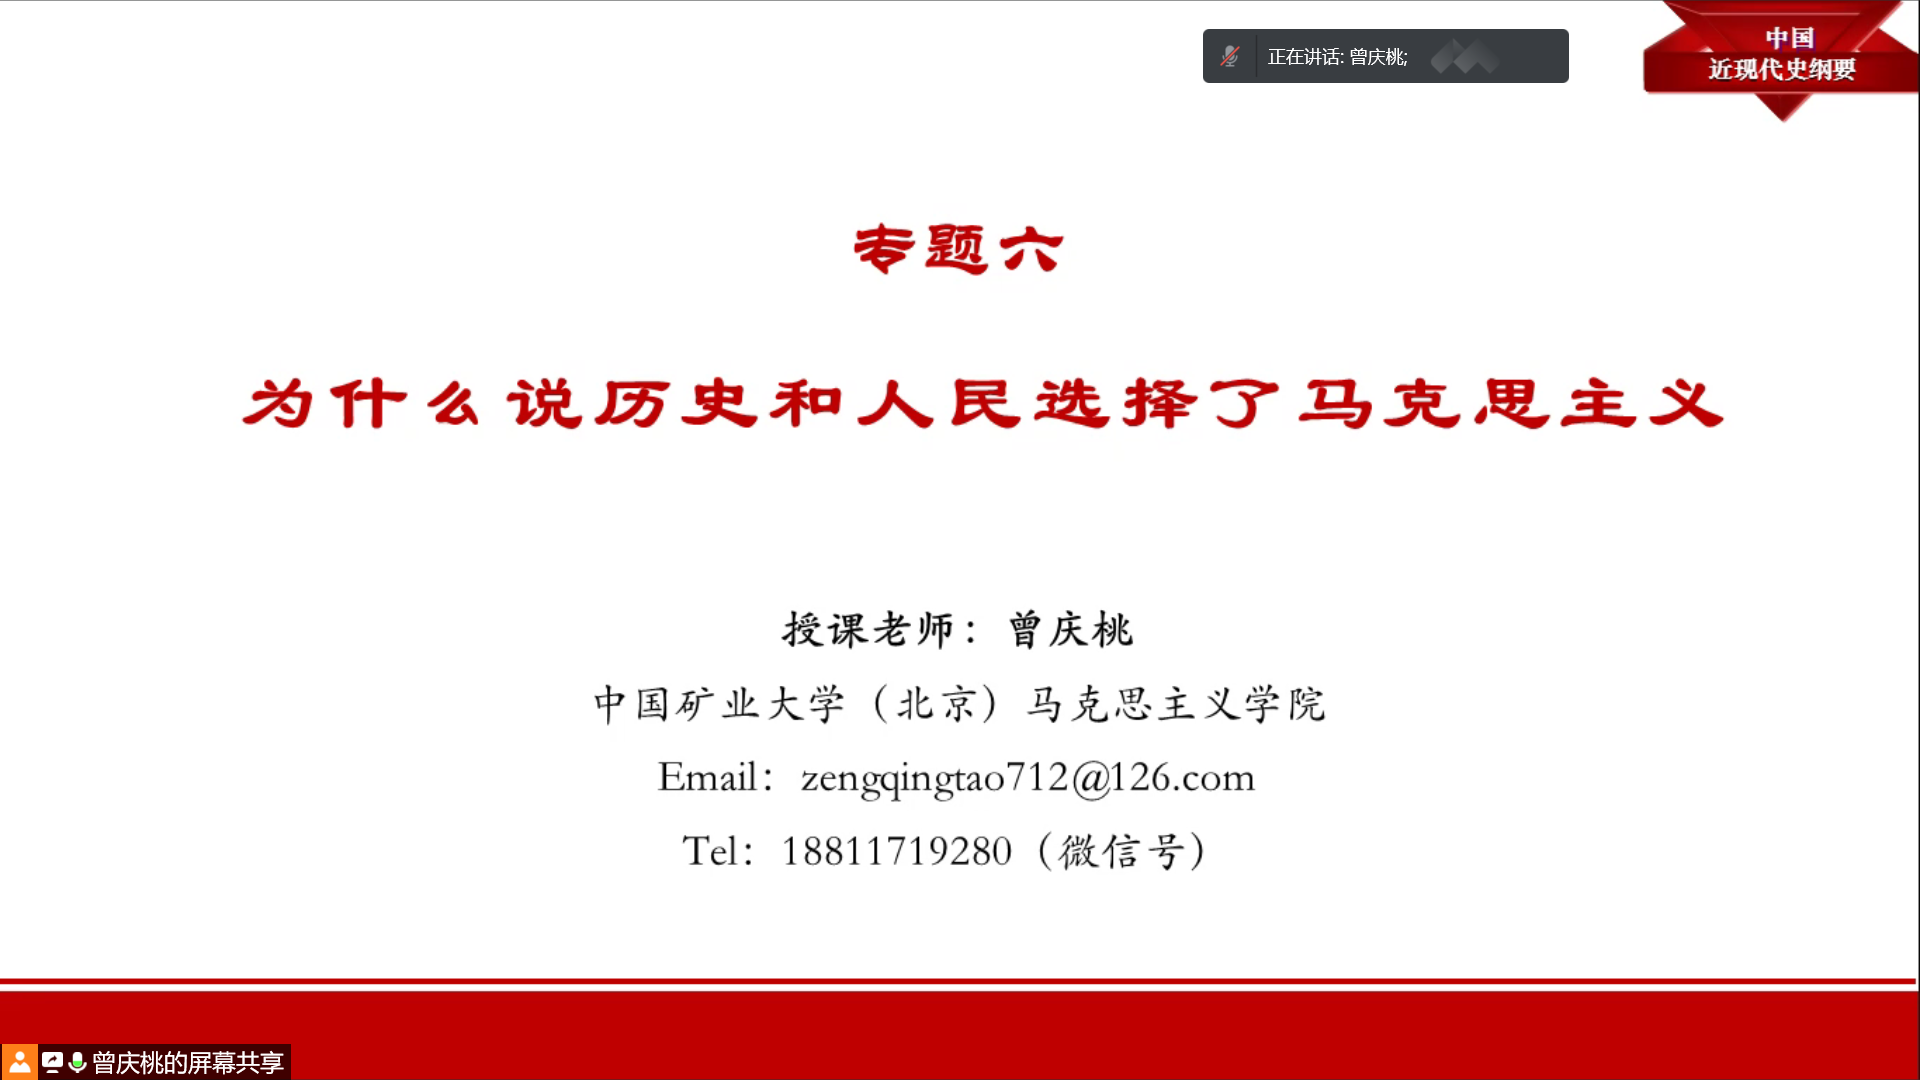 正在讲话: 曾庆桃;
中国
近现代史纲要
专题六
为什么说历史和人民选择了马克思主义
授课老师：曾庆桃
中国矿业大学（北京）马克思主义学院
Email：zengqingtao712@126.com
Tel：18811719280（微信号）
曾庆桃的屏幕共享